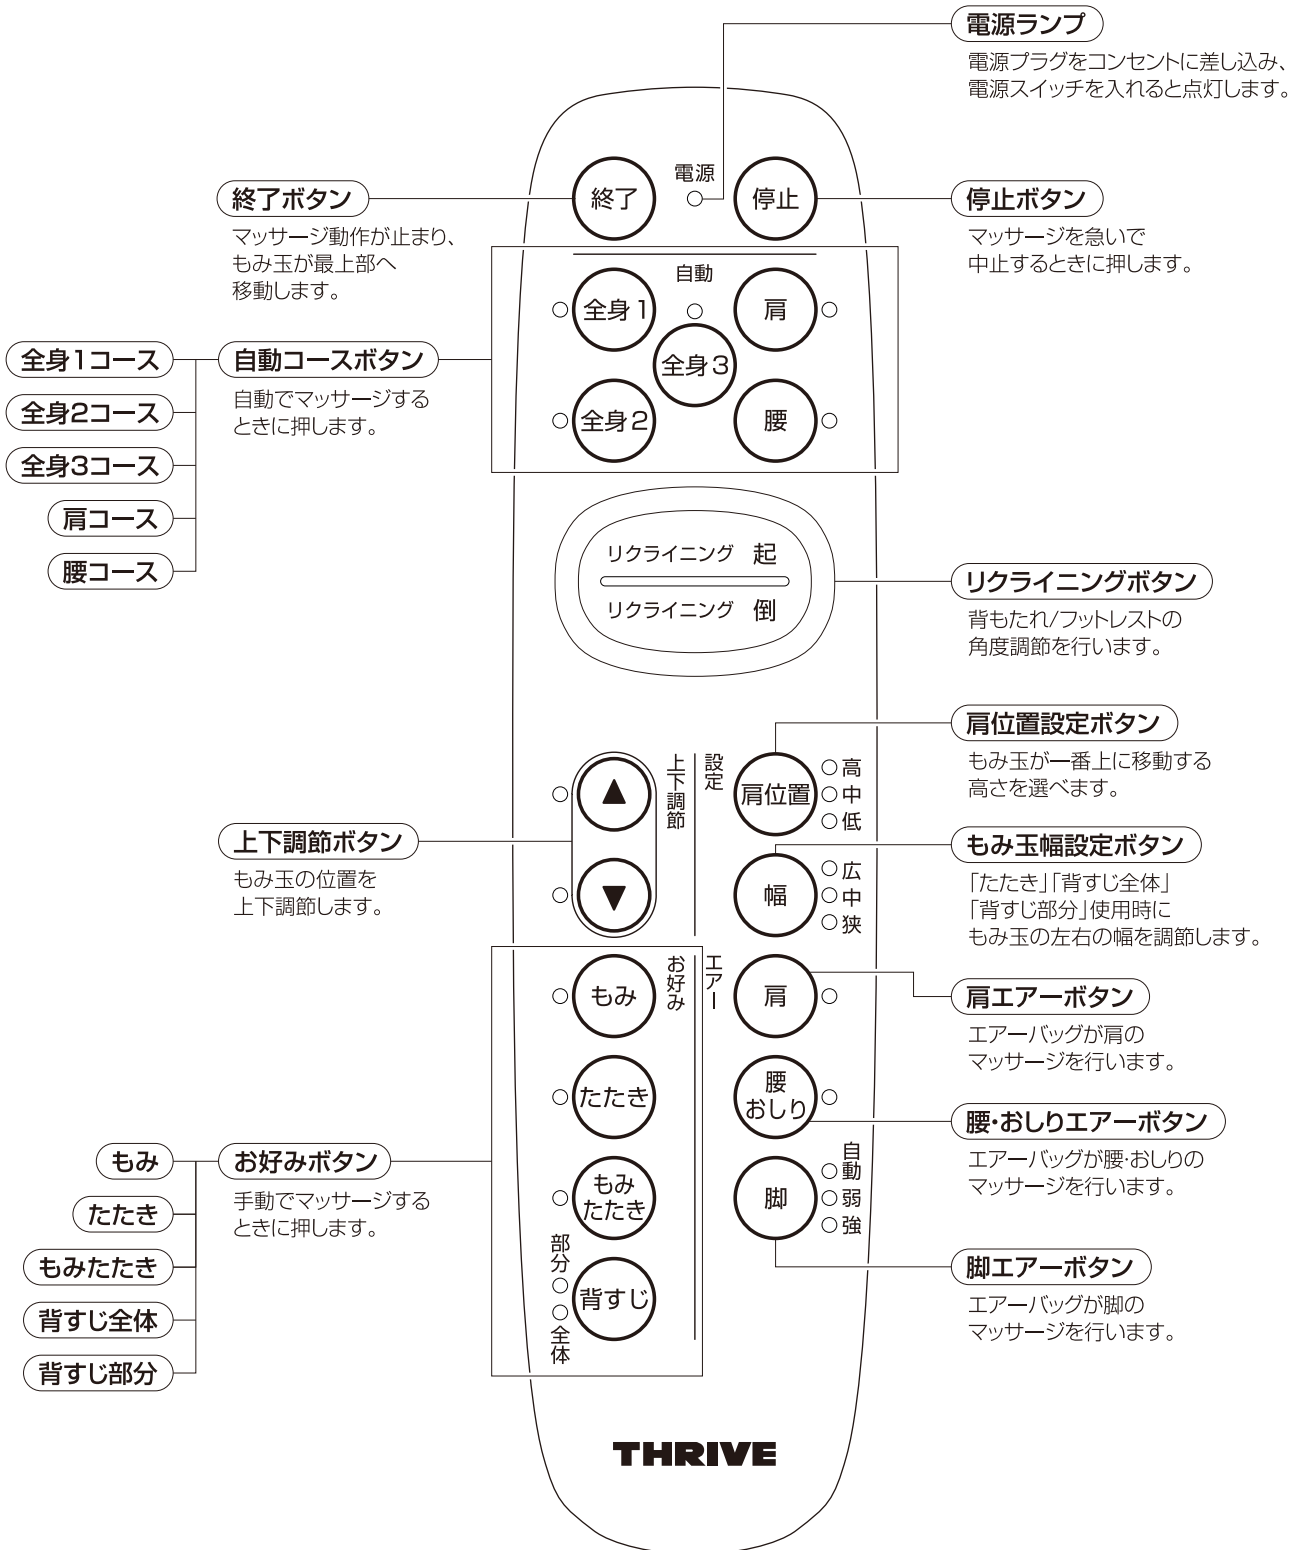 電源ランプ
電源プラグをコンセントに差し込み、
電源スイッチを入れると点灯します。
終了ボタン
マッサージ動作が止まり、
もみ玉が最上部へ
移動します。
終了
電源
停止
停止ボタン
マッサージを急いで
中止するときに押します。
全身1コース
全身2コース
全身3コース
肩コース
腰コース
自動コースボタン
自動でマッサージする
ときに押します。
自動
全身1
肩
全身3
全身2
腰
リクライニング 起
リクライニング 倒
リクライニングボタン
背もたれ/フットレストの
角度調節を行います。
肩位置設定ボタン
もみ玉が一番上に移動する
高さを選べます。
上下調節ボタン
もみ玉の位置を
上下調節します。
▲
▼
上下調節
設定
肩位置
高
中
低
幅
広
中
狭
もみ玉幅設定ボタン
「たたき」「背すじ全体」
「背すじ部分」使用時に
もみ玉の左右の幅を調節します。
お好み
エアー
もみ
肩
たたき
腰
おしり
もみ
たたき
脚
自動
弱
強
部分
全体
背すじ
肩エアーボタン
エアーバッグが肩の
マッサージを行います。
腰・おしりエアーボタン
エアーバッグが腰・おしりの
マッサージを行います。
脚エアーボタン
エアーバッグが脚の
マッサージを行います。
もみ
たたき
もみたたき
背すじ全体
背すじ部分
お好みボタン
手動でマッサージする
ときに押します。
THRIVE